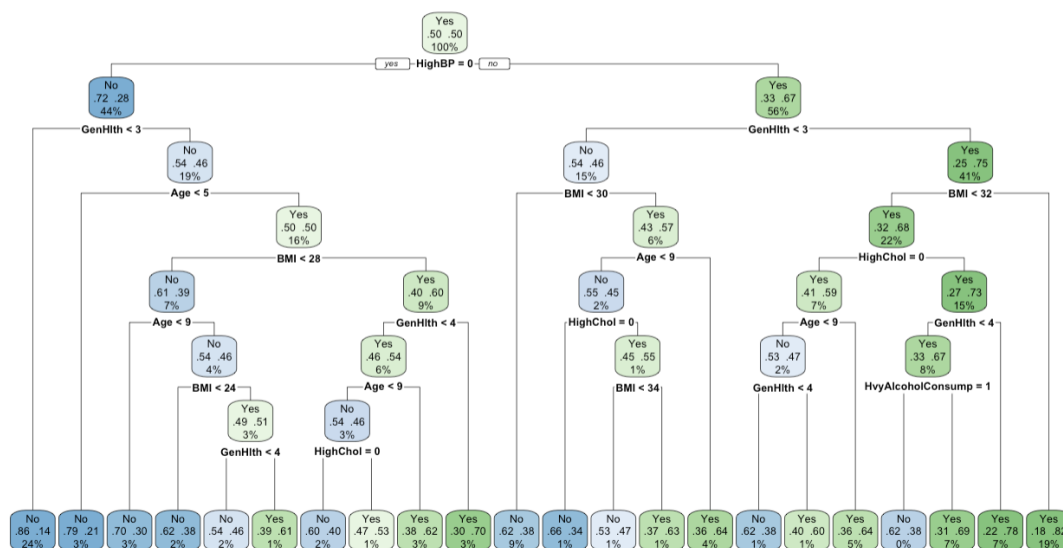 Yes
.50 .50
100%
yes HighBP = 0 no
No
.72 .28
44%
Yes
.33 .67
56%
GenHlth < 3
GenHlth < 3
No
.54 .46
19%
No
.54 .46
15%
Yes
.25 .75
41%
Age < 5
BMI < 30
BMI < 32
Yes
.50 .50
16%
Yes
.43 .57
6%
Yes
.32 .68
22%
BMI < 28
Age < 9
HighChol = 0
No
.61 .39
7%
Yes
.40 .60
9%
No
.55 .45
2%
Yes
.41 .59
7%
Yes
.27 .73
15%
Age < 9
GenHlth < 4
HighChol = 0
Age < 9
GenHlth < 4
No
.54 .46
4%
Yes
.46 .54
6%
Yes
.45 .55
1%
No
.53 .47
2%
Yes
.33 .67
8%
BMI < 24
Age < 9
BMI < 34
GenHlth < 4
HvyAlcoholConsump = 1
Yes
.49 .51
3%
No
.54 .46
3%
GenHlth < 4
HighChol = 0
No
.86 .14
24%
No
.79 .21
3%
No
.70 .30
3%
No
.62 .38
2%
No
.54 .46
2%
Yes
.39 .61
1%
No
.60 .40
2%
Yes
.47 .53
1%
Yes
.38 .62
3%
Yes
.30 .70
3%
No
.62 .38
9%
No
.66 .34
1%
No
.53 .47
1%
Yes
.37 .63
1%
Yes
.36 .64
4%
No
.62 .38
1%
Yes
.40 .60
1%
Yes
.36 .64
5%
No
.62 .38
0%
Yes
.31 .69
7%
Yes
.22 .78
7%
Yes
.18 .82
19%